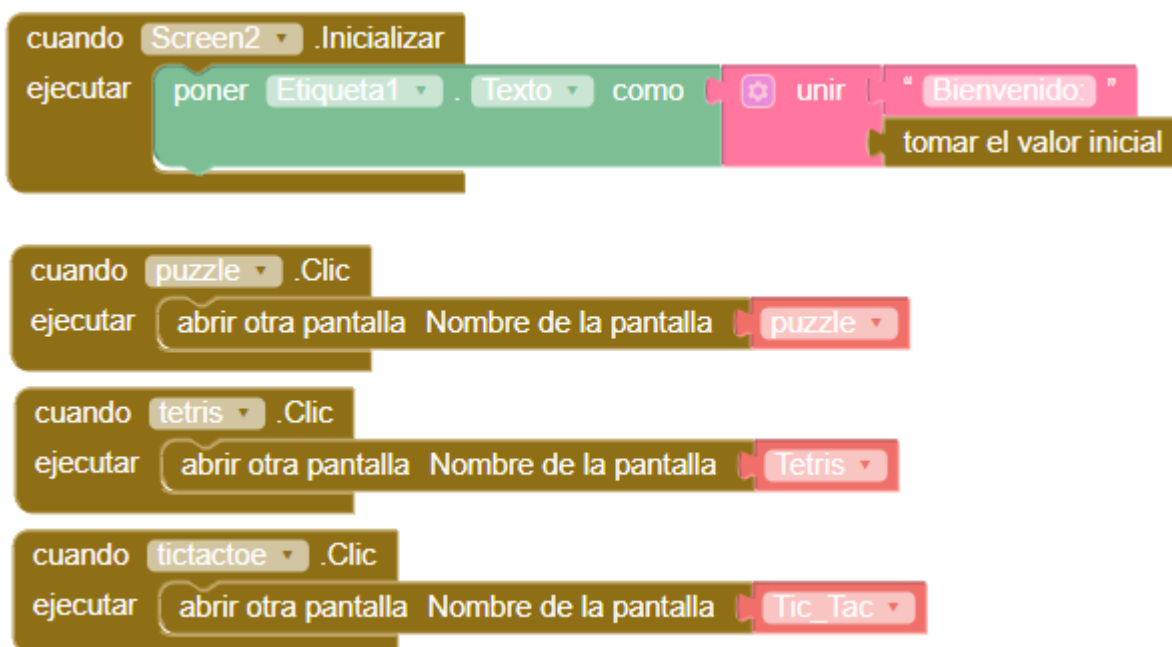 cuando Screen2 .Inicializar
ejecutar poner Etiqueta1 . Texto como unir “ Bienvenido: ”
tomar el valor inicial
cuando puzzle .Clic
ejecutar abrir otra pantalla Nombre de la pantalla puzzle
cuando tetris .Clic
ejecutar abrir otra pantalla Nombre de la pantalla Tetris
cuando tictactoe .Clic
ejecutar abrir otra pantalla Nombre de la pantalla Tic_Tac